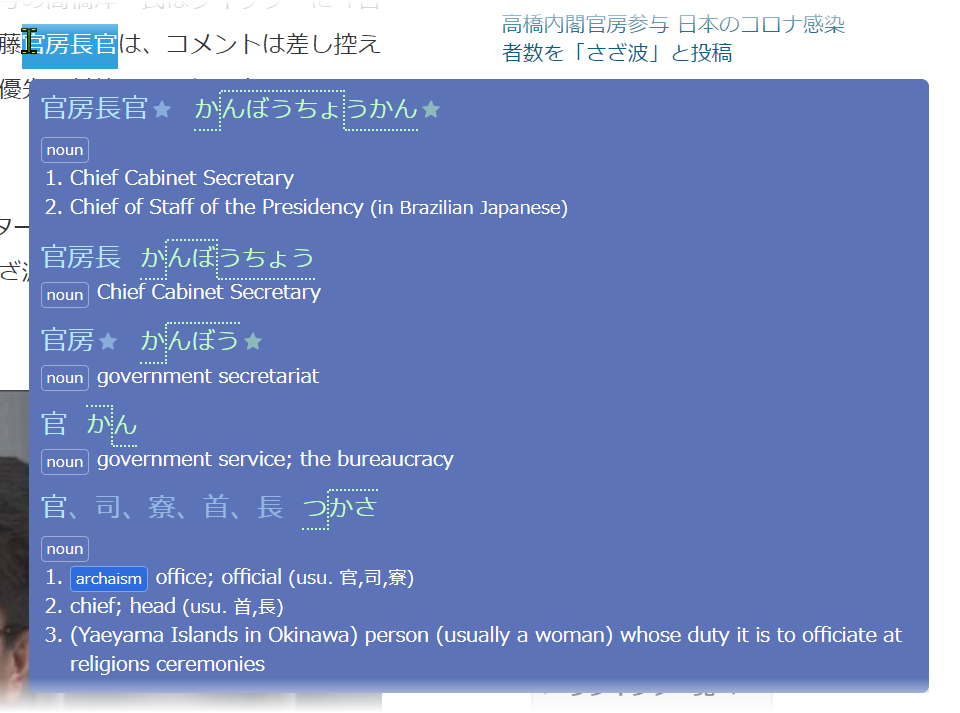 高橋内閣官房参与 日本のコロナ感染
者数を「さざ波」と投稿
藤官房長官は、コメントは差し控え
官房長官★ かんぼうちょうかん★
noun
1. Chief Cabinet Secretary
2. Chief of Staff of the Presidency (in Brazilian Japanese)
官房長 かんぼうちょう
noun Chief Cabinet Secretary
官房★ かんぼう★
noun government secretariat
官 かん
noun government service; the bureaucracy
官、司、寮、首、長 つかさ
noun
1. archaism office; official (usu. 官,司,寮)
2. chief; head (usu. 首,長)
3. (Yaeyama Islands in Okinawa) person (usually a woman) whose duty it is to officiate at
religions ceremonies